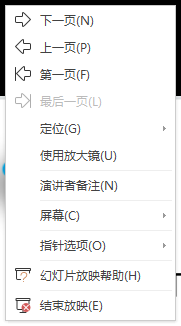 下一页(N)
上一页(P)
第一页(F)
最后一页(L)
定位(G)
使用放大镜(U)
演讲者备注(N)
屏幕(C)
指针选项(O)
幻灯片放映帮助(H)
结束放映(E)